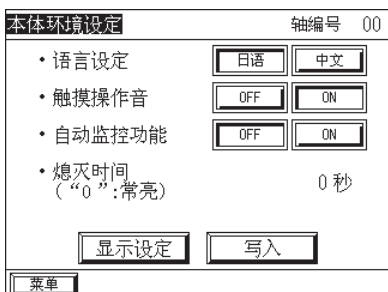 本体环境设定 轴编号 00
・语言设定 日语 中文
・触摸操作音 OFF ON
・自动监控功能 OFF ON
・熄灭时间 0秒
(“0”:常亮)
显示设定 写入
菜单